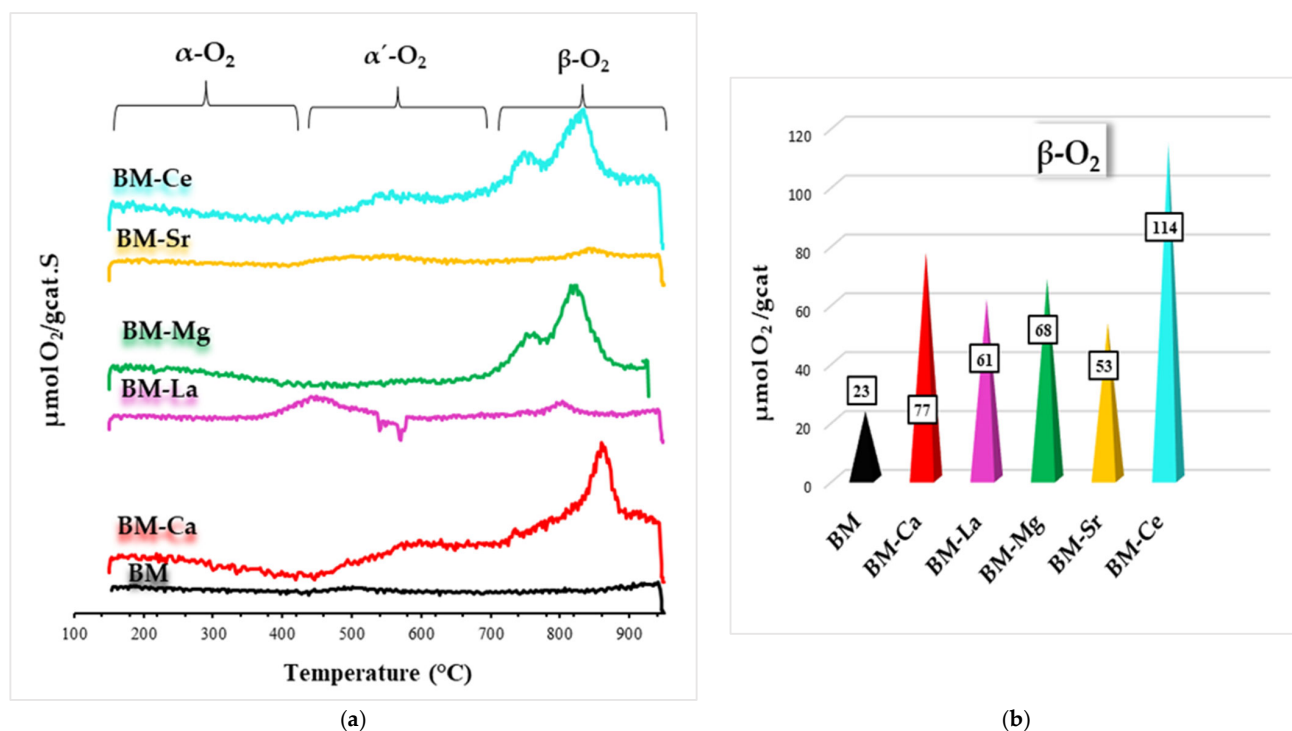 α-O₂
α´-O₂
β-O₂
BM-Ce
BM-Sr
BM-Mg
BM-La
BM-Ca
BM
μmol O₂/gcat.S
100 200 300 400 500 600 700 800 900
Temperature (°C)
(a)
β-O₂
μmol O₂ /gcat
120
100
80
60
40
20
0
23
77
61
68
53
114
BM
BM-Ca
BM-La
BM-Mg
BM-Sr
BM-Ce
(b)